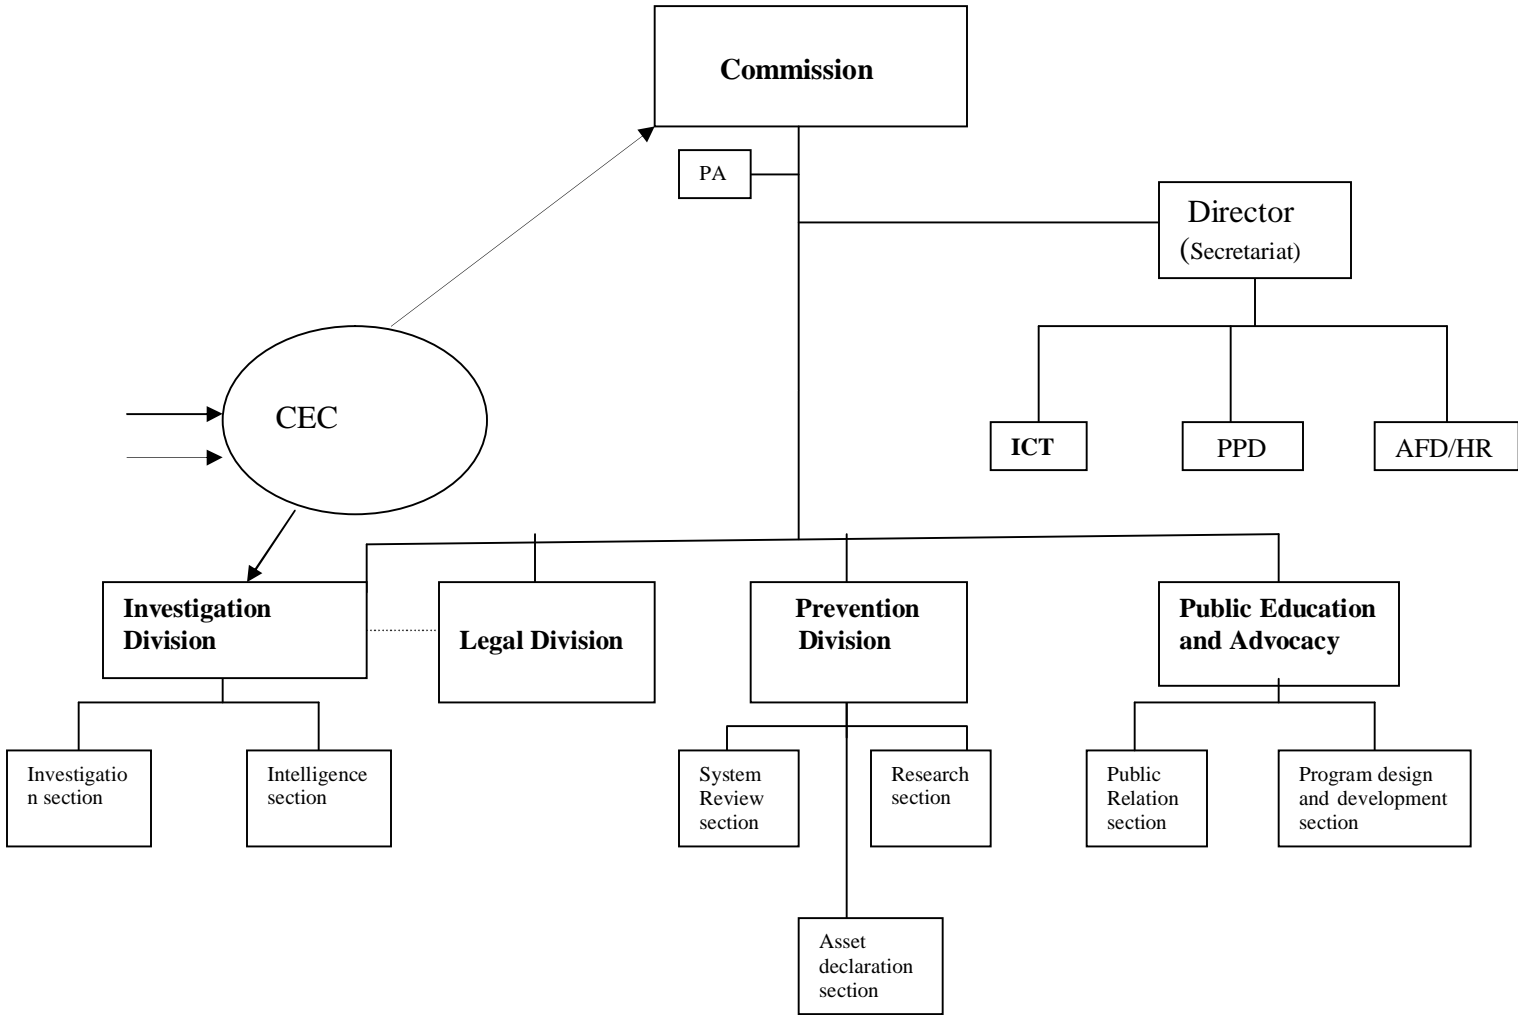 Commission
PA
Director
(Secretariat)
CEC
ICT
PPD
AFD/HR
Investigation
Division
Legal Division
Prevention
Division
Public Education
and Advocacy
Investigatio
n section
Intelligence
section
System
Review
section
Research
section
Public
Relation
section
Program design
and development
section
Asset
declaration
section